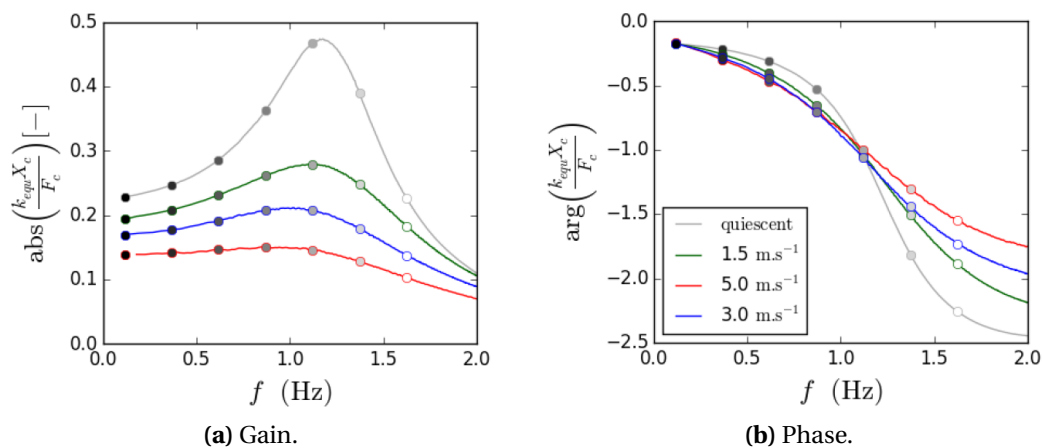 0.5
0.4
0.3
0.2
0.1
0.0
abs(k_equ X_c / F_c) [−]
0.0 0.5 1.0 1.5 2.0
f (Hz)
(a) Gain.
0.0
−0.5
−1.0
−1.5
−2.0
−2.5
arg(k_equ X_c / F_c)
quiescent
1.5 m.s⁻¹
5.0 m.s⁻¹
3.0 m.s⁻¹
0.0 0.5 1.0 1.5 2.0
f (Hz)
(b) Phase.